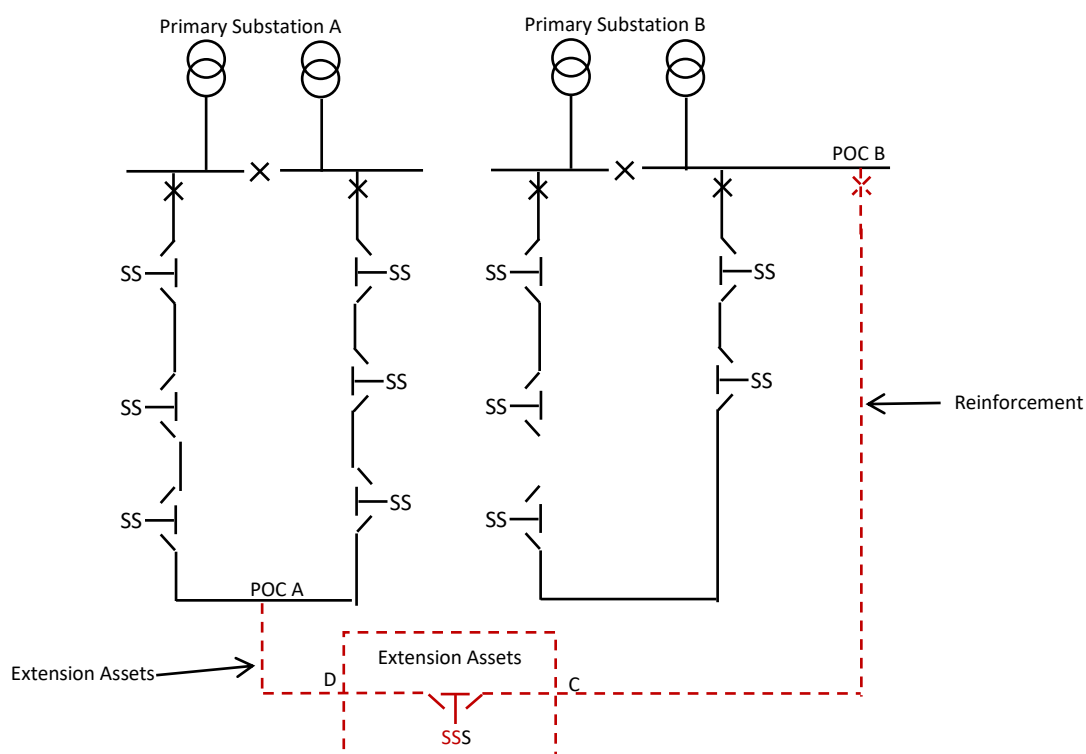 Primary Substation A
Primary Substation B
POC B
SS
SS
SS
SS
SS
SS
Reinforcement
SS
SS
SS
SS
SS
POC A
Extension Assets
Extension Assets
D
C
SSS